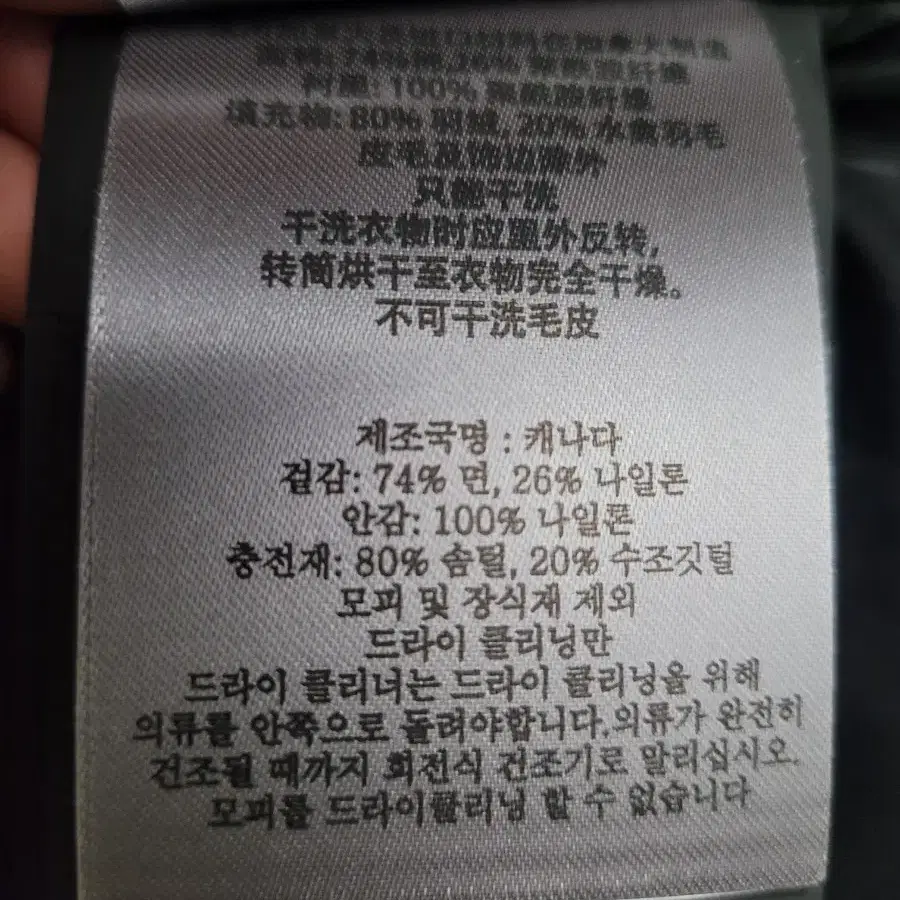 74% 棉, 26% 聚酰胺纤维
衬里: 100% 聚酰胺纤维
填充物: 80% 羽绒, 20% 水禽羽毛
皮毛及饰边除外
只能干洗
干洗衣物时应里外反转,
转筒烘干至衣物完全干燥。
不可干洗毛皮
제조국명 : 캐나다
겉감: 74% 면, 26% 나일론
안감: 100% 나일론
충전재: 80% 솜털, 20% 수조깃털
모피 및 장식재 제외
드라이 클리닝만
드라이 클리너는 드라이 클리닝을 위해
의류를 안쪽으로 돌려야합니다.의류가 완전히
건조될 때까지 회전식 건조기로 말리십시오.
모피를 드라이클리닝 할 수 없습니다